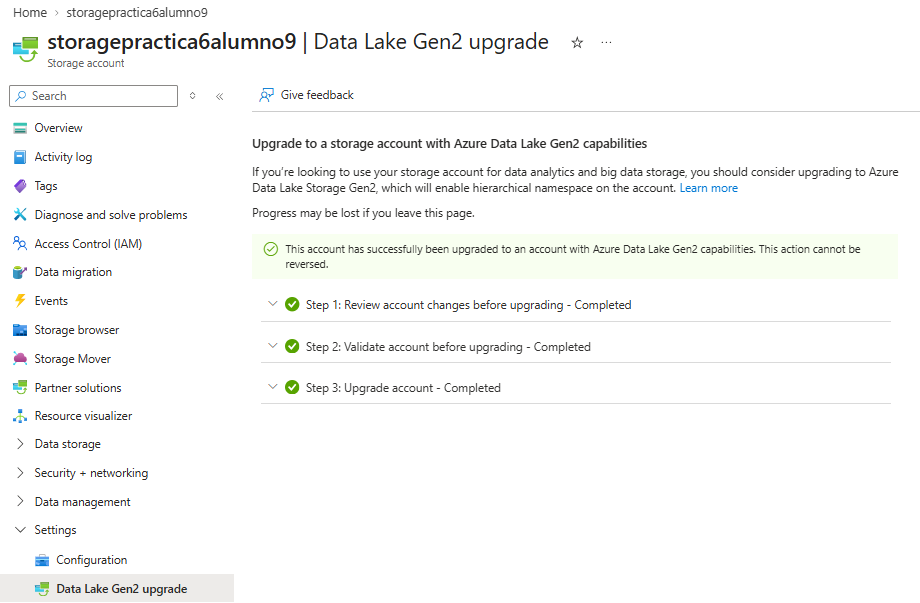 Home > storagepractica6alumno9
storagepractica6alumno9 | Data Lake Gen2 upgrade
Storage account
Search
Give feedback
Overview
Activity log
Tags
Diagnose and solve problems
Access Control (IAM)
Data migration
Events
Storage browser
Storage Mover
Partner solutions
Resource visualizer
Data storage
Security + networking
Data management
Settings
Configuration
Data Lake Gen2 upgrade
Upgrade to a storage account with Azure Data Lake Gen2 capabilities
If you're looking to use your storage account for data analytics and big data storage, you should consider upgrading to Azure
Data Lake Storage Gen2, which will enable hierarchical namespace on the account. Learn more
Progress may be lost if you leave this page.
This account has successfully been upgraded to an account with Azure Data Lake Gen2 capabilities. This action cannot be
reversed.
Step 1: Review account changes before upgrading - Completed
Step 2: Validate account before upgrading - Completed
Step 3: Upgrade account - Completed